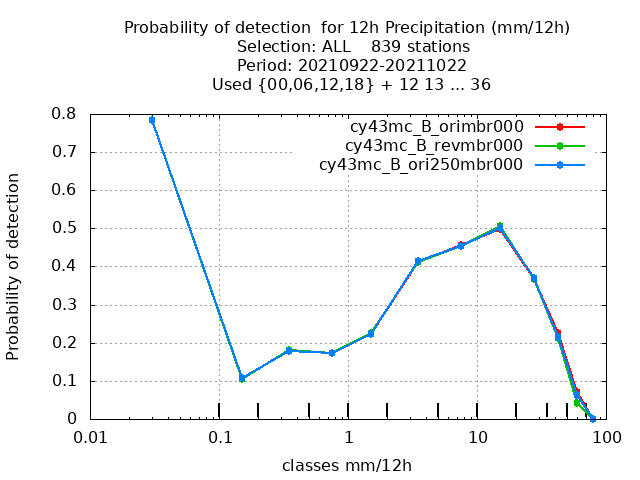 Probability of detection  for 12h Precipitation (mm/12h)
Selection: ALL    839 stations
Period: 20210922-20211022
Used {00,06,12,18} + 12 13 ... 36
cy43mc_B_orimbr000
cy43mc_B_revmbr000
cy43mc_B_ori250mbr000
Probability of detection
0.8
0.7
0.6
0.5
0.4
0.3
0.2
0.1
0
0.01 0.1 1 10 100
classes mm/12h